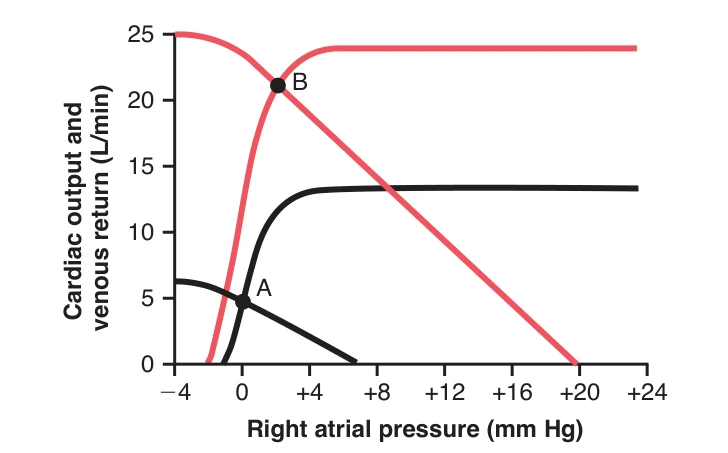 Cardiac output and
venous return (L/min)
25
20
15
10
5
0
B
A
−4 0 +4 +8 +12 +16 +20 +24
Right atrial pressure (mm Hg)